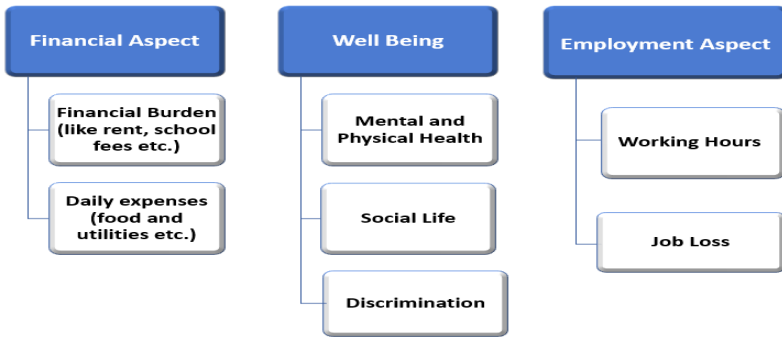 Financial Aspect
Financial Burden
(like rent, school
fees etc.)
Daily expenses
(food and
utilities etc.)
Well Being
Mental and
Physical Health
Social Life
Discrimination
Employment Aspect
Working Hours
Job Loss